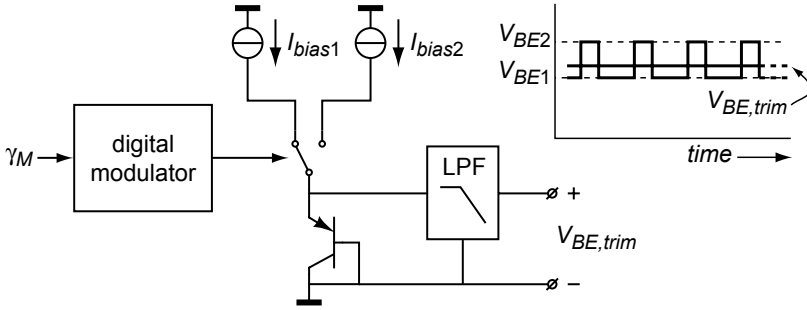 I_bias1
I_bias2
V_BE2
V_BE1
V_BE,trim
time
γ_M
digital
modulator
LPF
+
V_BE,trim
−